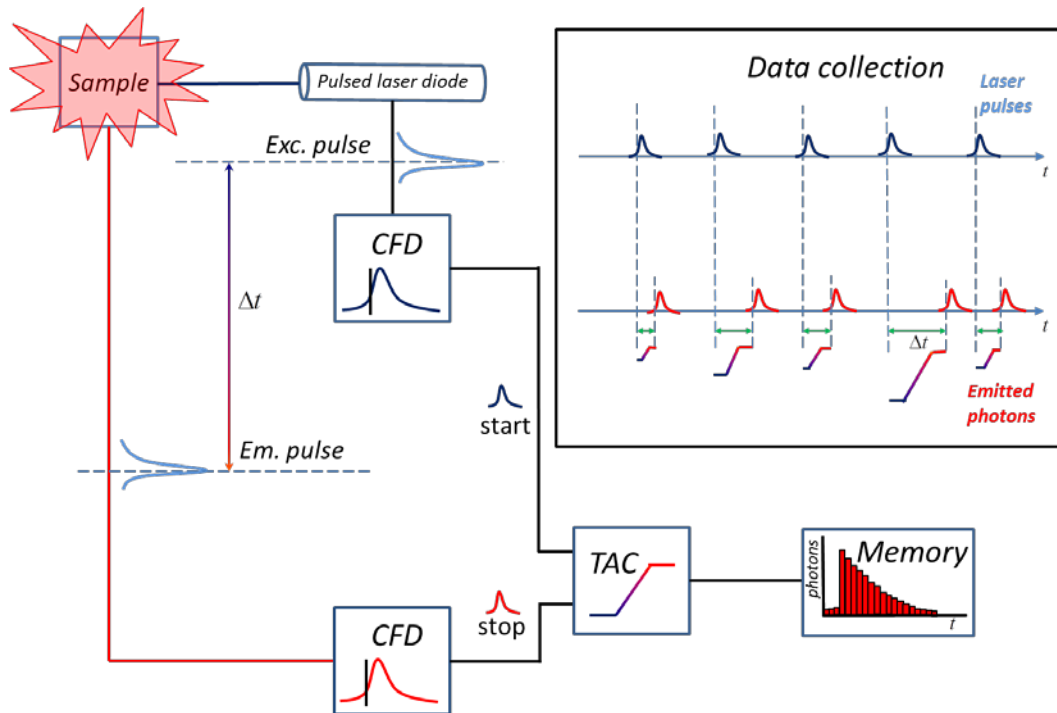 Sample
Pulsed laser diode
Exc. pulse
CFD
Δt
Em. pulse
start
stop
CFD
TAC
Memory
photons
t
Data collection
Laser
pulses
t
t
Δt
Emitted
photons